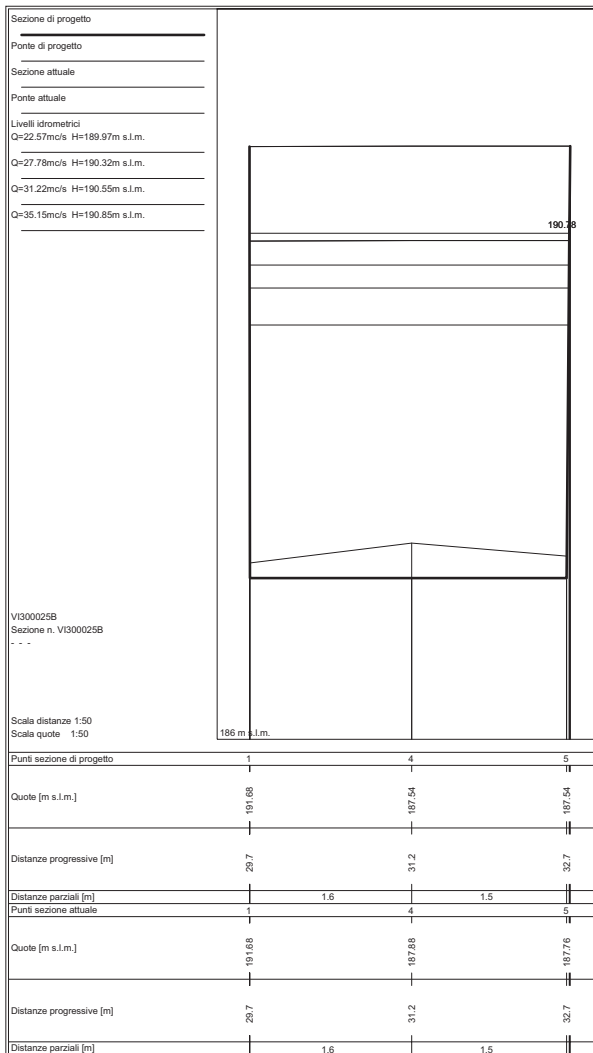 Sezione di progetto
Ponte di progetto
Sezione attuale
Ponte attuale
Livelli idrometrici
Q=22.57mc/s H=189.97m s.l.m.
Q=27.78mc/s H=190.32m s.l.m.
Q=31.22mc/s H=190.55m s.l.m.
Q=35.15mc/s H=190.85m s.l.m.
190.78
VI300025B
Sezione n. VI300025B
- - -
Scala distanze 1:50
Scala quote 1:50
186 m s.l.m.
Punti sezione di progetto 1 4 5
Quote [m s.l.m.] 191.68 187.54 187.54
Distanze progressive [m] 29.7 31.2 32.7
Distanze parziali [m] 1.6 1.5
Punti sezione attuale 1 4 5
Quote [m s.l.m.] 191.68 187.88 187.76
Distanze progressive [m] 29.7 31.2 32.7
Distanze parziali [m] 1.6 1.5